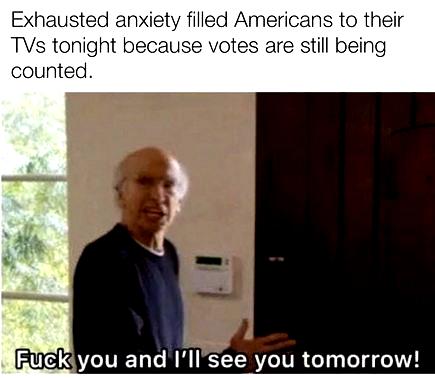 Exhausted anxiety filled Americans to their
TVs tonight because votes are still being
counted.
Fuck you and I'll see you tomorrow!